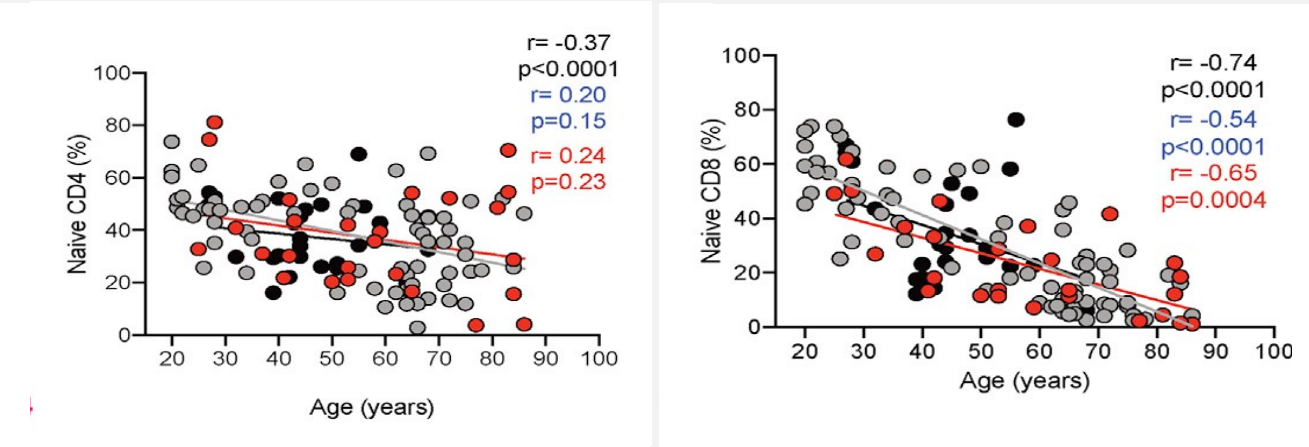 r= -0.37
p<0.0001
r= 0.20
p=0.15
r= 0.24
p=0.23
100
80
60
40
20
0
Naive CD4 (%)
20 30 40 50 60 70 80 90 100
Age (years)
r= -0.74
p<0.0001
r= -0.54
p<0.0001
r= -0.65
p=0.0004
100
80
60
40
20
0
Naive CD8 (%)
20 30 40 50 60 70 80 90 100
Age (years)